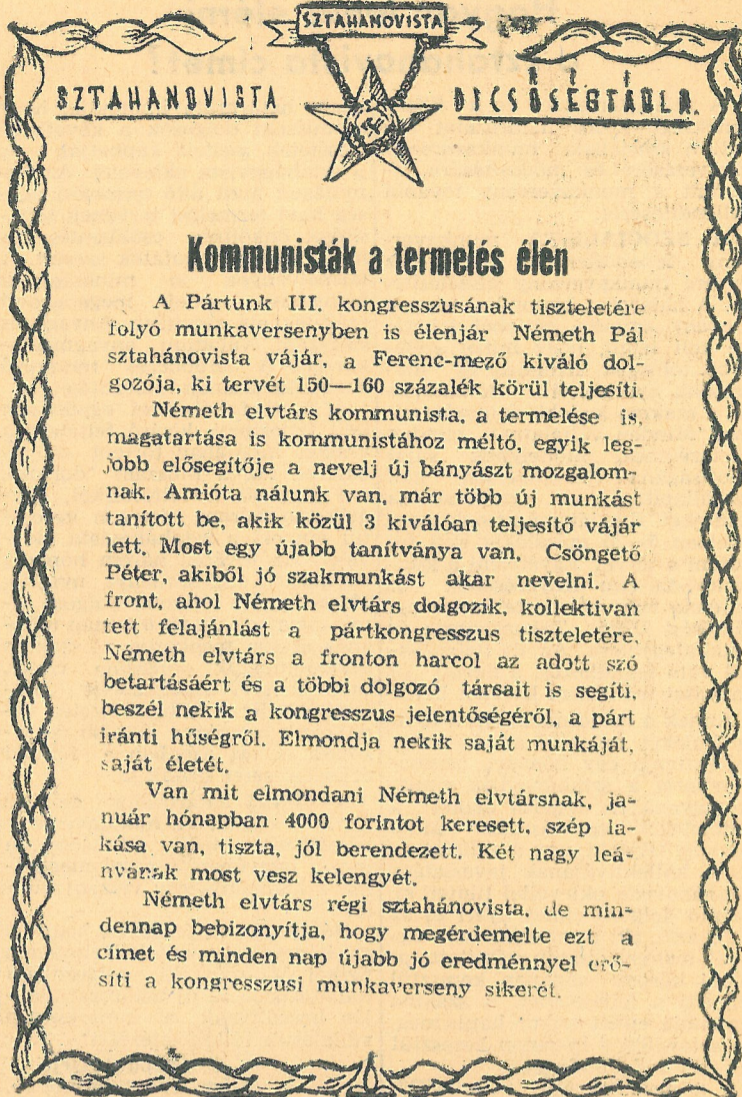 SZTAHANOVISTA
SZTAHANOVISTA DICSŐSÉGTÁBLA.
Kommunisták a termelés élén
A Pártunk III. kongresszusának tiszteletére
folyó munkaversenyben is élenjár Németh Pál
sztahánovista vájár, a Ferenc-mező kiváló dol-
gozója, ki tervét 150—160 százalék körül teljesíti.
Németh elvtárs kommunista, a termelése is,
magatartása is kommunistához méltó, egyik leg-
jobb elősegítője a nevelj új bányászt mozgalom-
nak. Amióta nálunk van, már több új munkást
tanított be, akik közül 3 kiválóan teljesítő vájár
lett. Most egy újabb tanítványa van, Csöngető
Péter, akiből jó szakmunkást akar nevelni. A
front, ahol Németh elvtárs dolgozik, kollektivan
tett felajánlást a pártkongresszus tiszteletére.
Németh elvtárs a fronton harcol az adott szó
betartásáért és a többi dolgozó társait is segíti,
beszél nekik a kongresszus jelentőségéről, a párt
iránti hűségről. Elmondja nekik saját munkáját,
saját életét.
Van mit elmondani Németh elvtársnak, ja-
nuár hónapban 4000 forintot keresett, szép la-
kása van, tiszta, jól berendezett. Két nagy leá-
nyának most vesz kelengyét.
Németh elvtárs régi sztahánovista, de min-
dennap bebizonyítja, hogy megérdemelte ezt a
címet és minden nap újabb jó eredménnyel erő-
síti a kongresszusi munkaverseny sikerét.